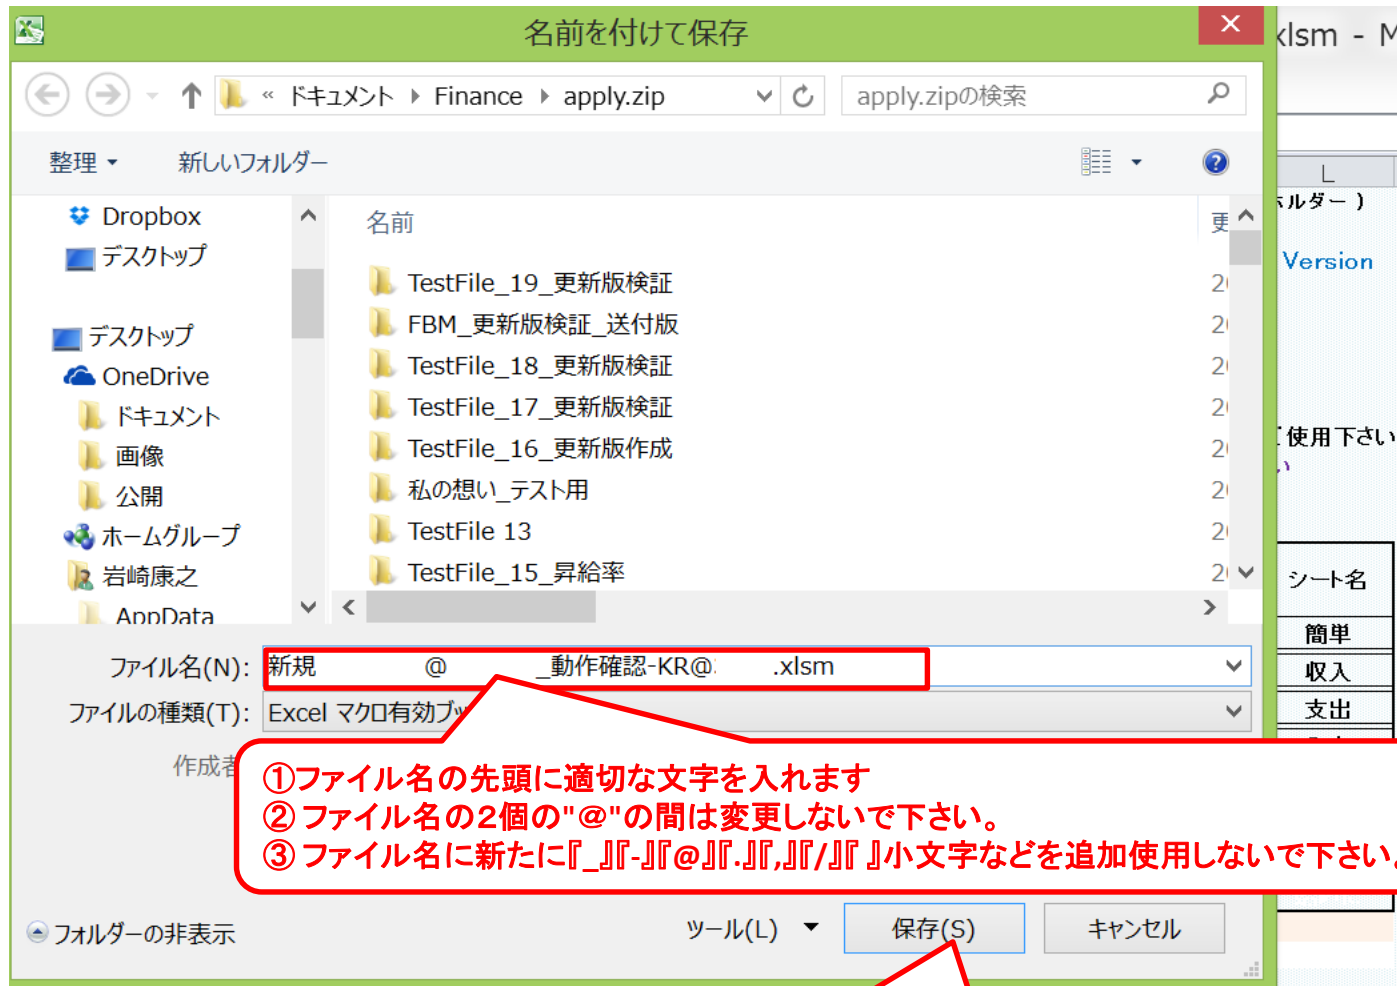 名前を付けて保存
xlsm - M
« ドキュメント ▸ Finance ▸ apply.zip
apply.zipの検索
整理
新しいフォルダー
Dropbox
デスクトップ
デスクトップ
OneDrive
ドキュメント
画像
公開
ホームグループ
岩崎康之
AppData
名前
更
TestFile_19_更新版検証
FBM_更新版検証_送付版
TestFile_18_更新版検証
TestFile_17_更新版検証
TestFile_16_更新版作成
私の想い_テスト用
TestFile 13
TestFile_15_昇給率
L
ホルダー )
Version
使用下さい
い
シート名
簡単
収入
支出
ファイル名(N): 新規 @ _動作確認-KR@ .xlsm
ファイルの種類(T): Excel マクロ有効ブッ
作成者
①ファイル名の先頭に適切な文字を入れます
②ファイル名の2個の"@"の間は変更しないで下さい。
③ファイル名に新たに『_』『-』『@』『.』『,』『/』『 』小文字などを追加使用しないで下さい。
フォルダーの非表示
ツール(L)
保存(S)
キャンセル